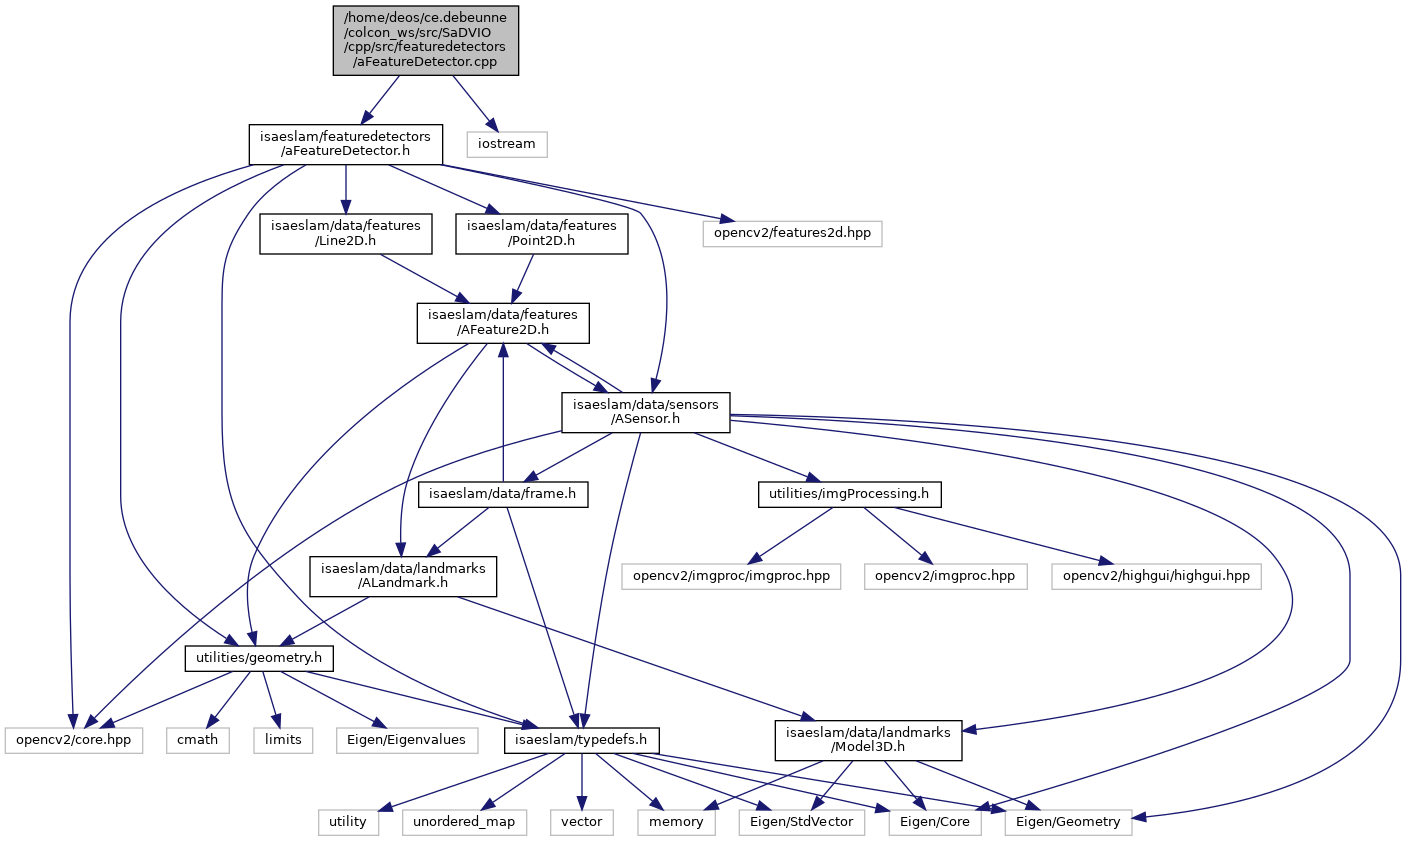 /home/deos/ce.debeunne
/colcon_ws/src/SaDVIO
/cpp/src/featuredetectors
/aFeatureDetector.cpp
isaeslam/featuredetectors
/aFeatureDetector.h
iostream
isaeslam/data/features
/Line2D.h
isaeslam/data/features
/Point2D.h
opencv2/features2d.hpp
isaeslam/data/features
/AFeature2D.h
isaeslam/data/sensors
/ASensor.h
isaeslam/data/frame.h
utilities/imgProcessing.h
isaeslam/data/landmarks
/ALandmark.h
opencv2/imgproc/imgproc.hpp
opencv2/imgproc.hpp
opencv2/highgui/highgui.hpp
utilities/geometry.h
opencv2/core.hpp
cmath
limits
Eigen/Eigenvalues
isaeslam/typedefs.h
isaeslam/data/landmarks
/Model3D.h
utility
unordered_map
vector
memory
Eigen/StdVector
Eigen/Core
Eigen/Geometry